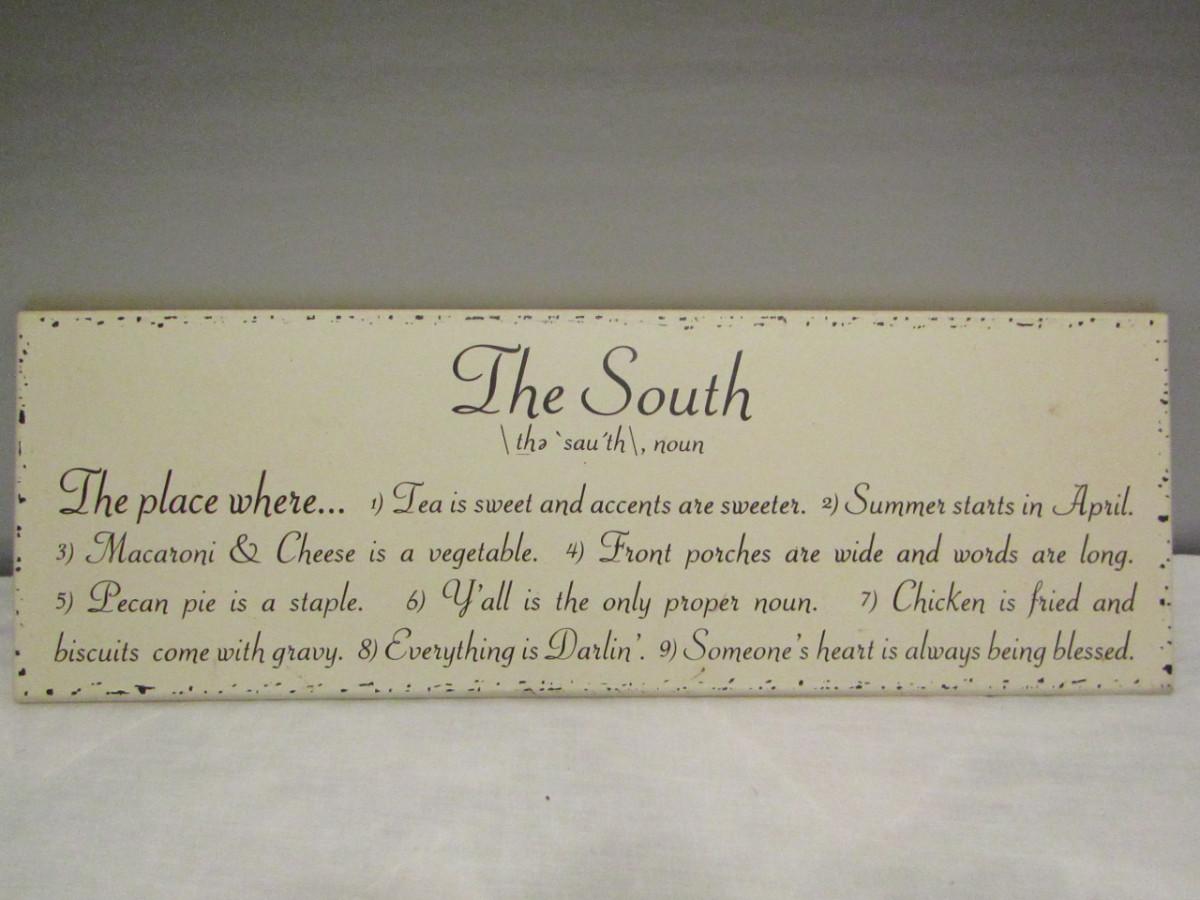 The South
\ thə `sau´th\, noun
The place where... 1) Tea is sweet and accents are sweeter. 2) Summer starts in April.
3) Macaroni & Cheese is a vegetable. 4) Front porches are wide and words are long.
5) Pecan pie is a staple. 6) Y'all is the only proper noun. 7) Chicken is fried and
biscuits come with gravy. 8) Everything is Darlin'. 9) Someone's heart is always being blessed.